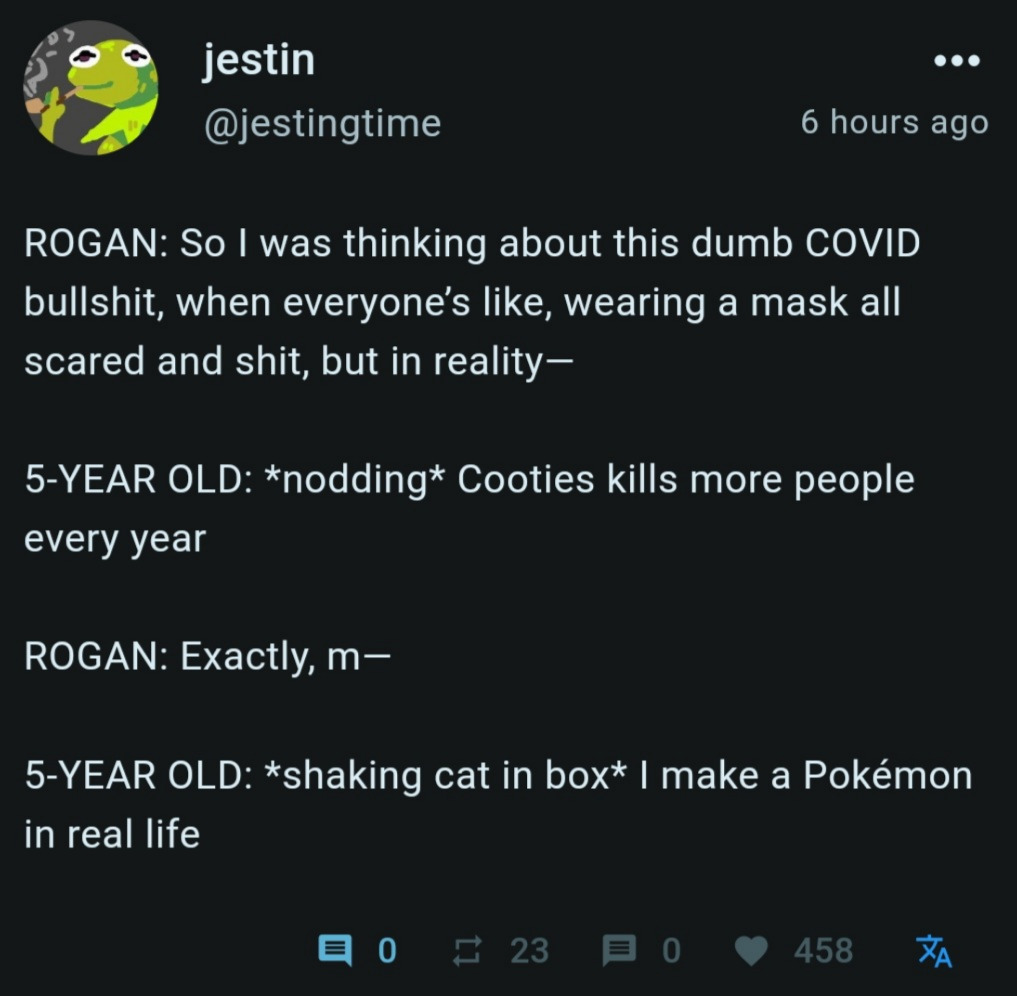 jestin
@jestingtime
6 hours ago
ROGAN: So I was thinking about this dumb COVID
bullshit, when everyone’s like, wearing a mask all
scared and shit, but in reality—
5-YEAR OLD: *nodding* Cooties kills more people
every year
ROGAN: Exactly, m—
5-YEAR OLD: *shaking cat in box* I make a Pokémon
in real life
0 23 0 458